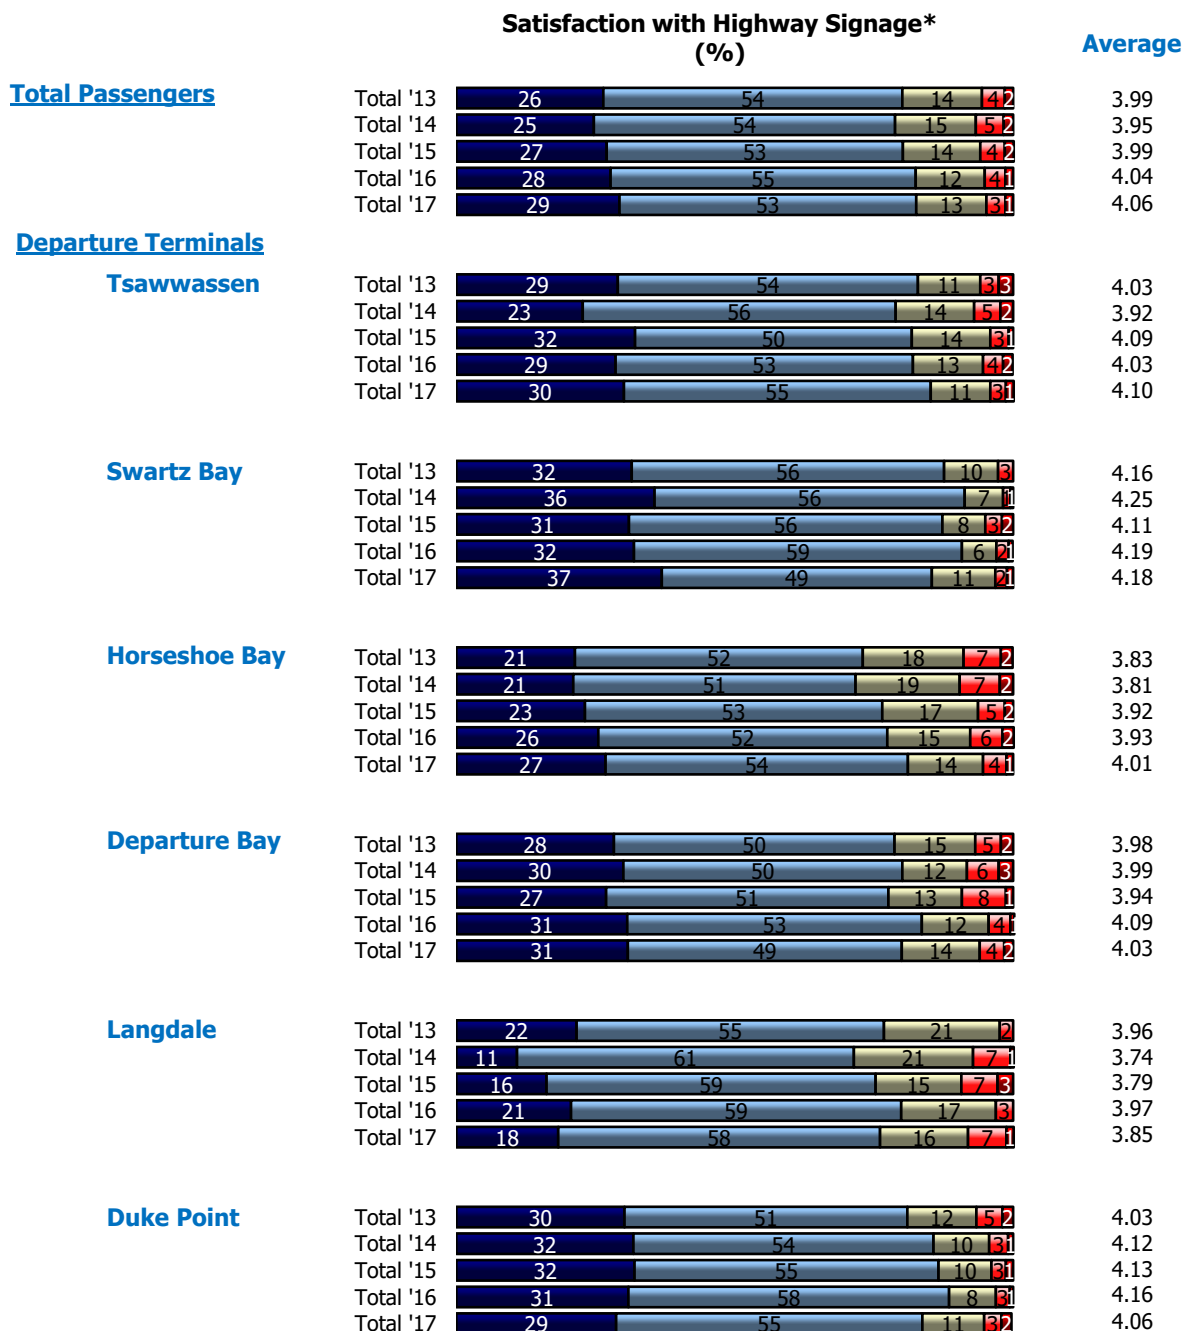 Satisfaction with Highway Signage*
(%)
Average
Total Passengers
Total '13 26 54 14 4 2 3.99
Total '14 25 54 15 5 2 3.95
Total '15 27 53 14 4 2 3.99
Total '16 28 55 12 4 1 4.04
Total '17 29 53 13 3 1 4.06
Departure Terminals
Tsawwassen
Total '13 29 54 11 3 3 4.03
Total '14 23 56 14 5 2 3.92
Total '15 32 50 14 3 1 4.09
Total '16 29 53 13 4 2 4.03
Total '17 30 55 11 3 1 4.10
Swartz Bay
Total '13 32 56 10 3 4.16
Total '14 36 56 7 1 4.25
Total '15 31 56 8 3 2 4.11
Total '16 32 59 6 2 1 4.19
Total '17 37 49 11 2 1 4.18
Horseshoe Bay
Total '13 21 52 18 7 2 3.83
Total '14 21 51 19 7 2 3.81
Total '15 23 53 17 5 2 3.92
Total '16 26 52 15 6 2 3.93
Total '17 27 54 14 4 1 4.01
Departure Bay
Total '13 28 50 15 5 2 3.98
Total '14 30 50 12 6 3 3.99
Total '15 27 51 13 8 1 3.94
Total '16 31 53 12 4 1 4.09
Total '17 31 49 14 4 2 4.03
Langdale
Total '13 22 55 21 2 3.96
Total '14 11 61 21 7 1 3.74
Total '15 16 59 15 7 3 3.79
Total '16 21 59 17 3 3.97
Total '17 18 58 16 7 1 3.85
Duke Point
Total '13 30 51 12 5 2 4.03
Total '14 32 54 10 3 1 4.12
Total '15 32 55 10 3 1 4.13
Total '16 31 58 8 3 1 4.16
Total '17 29 55 11 3 2 4.06